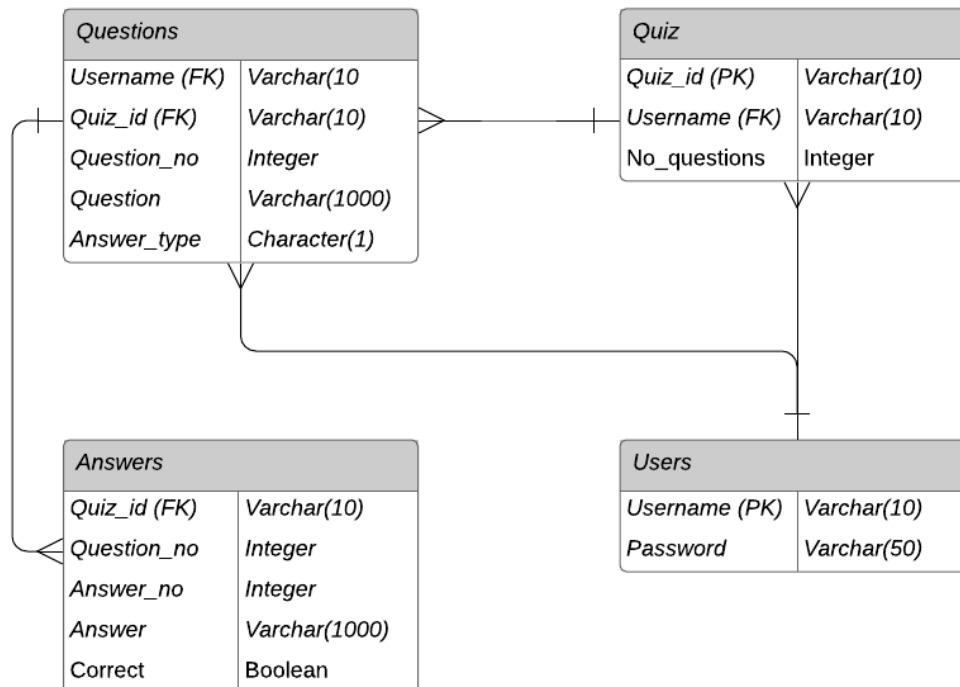 Questions
Username (FK) Varchar(10
Quiz_id (FK) Varchar(10)
Question_no Integer
Question Varchar(1000)
Answer_type Character(1)
Quiz
Quiz_id (PK) Varchar(10)
Username (FK) Varchar(10)
No_questions Integer
Answers
Quiz_id (FK) Varchar(10)
Question_no Integer
Answer_no Integer
Answer Varchar(1000)
Correct Boolean
Users
Username (PK) Varchar(10)
Password Varchar(50)